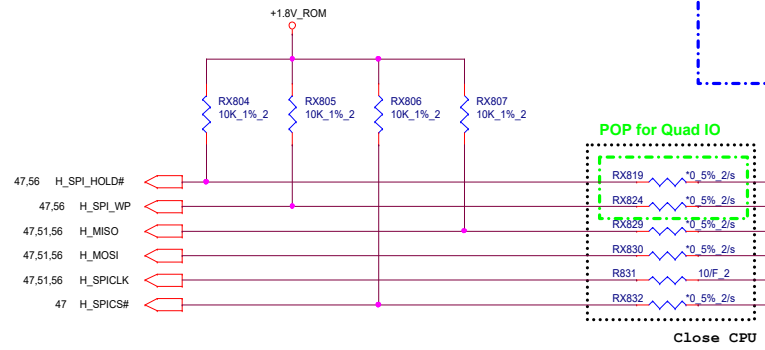 +1.8V_ROM
RX804
10K_1%_2
RX805
10K_1%_2
RX806
10K_1%_2
RX807
10K_1%_2
POP for Quad IO
47,56 H_SPI_HOLD# RX819 *0_5%_2/s
47,56 H_SPI_WP RX824 *0_5%_2/s
47,51,56 H_MISO RX829 *0_5%_2/s
47,51,56 H_MOSI RX830 *0_5%_2/s
47,51,56 H_SPICLK R831 10/F_2
47 H_SPICS# RX832 *0_5%_2/s
Close CPU